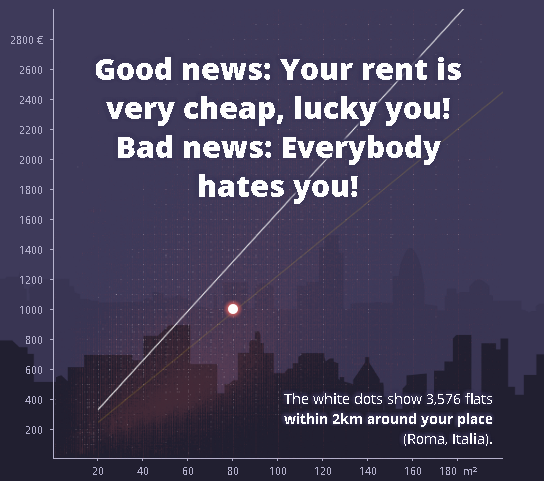 Good news: Your rent is
very cheap, lucky you!
Bad news: Everybody
hates you!
2800 €
2600
2400
2200
2000
1800
1600
1400
1200
1000
800
600
400
200
The white dots show 3,576 flats
within 2km around your place
(Roma, Italia).
20 40 60 80 100 120 140 160 180 m²